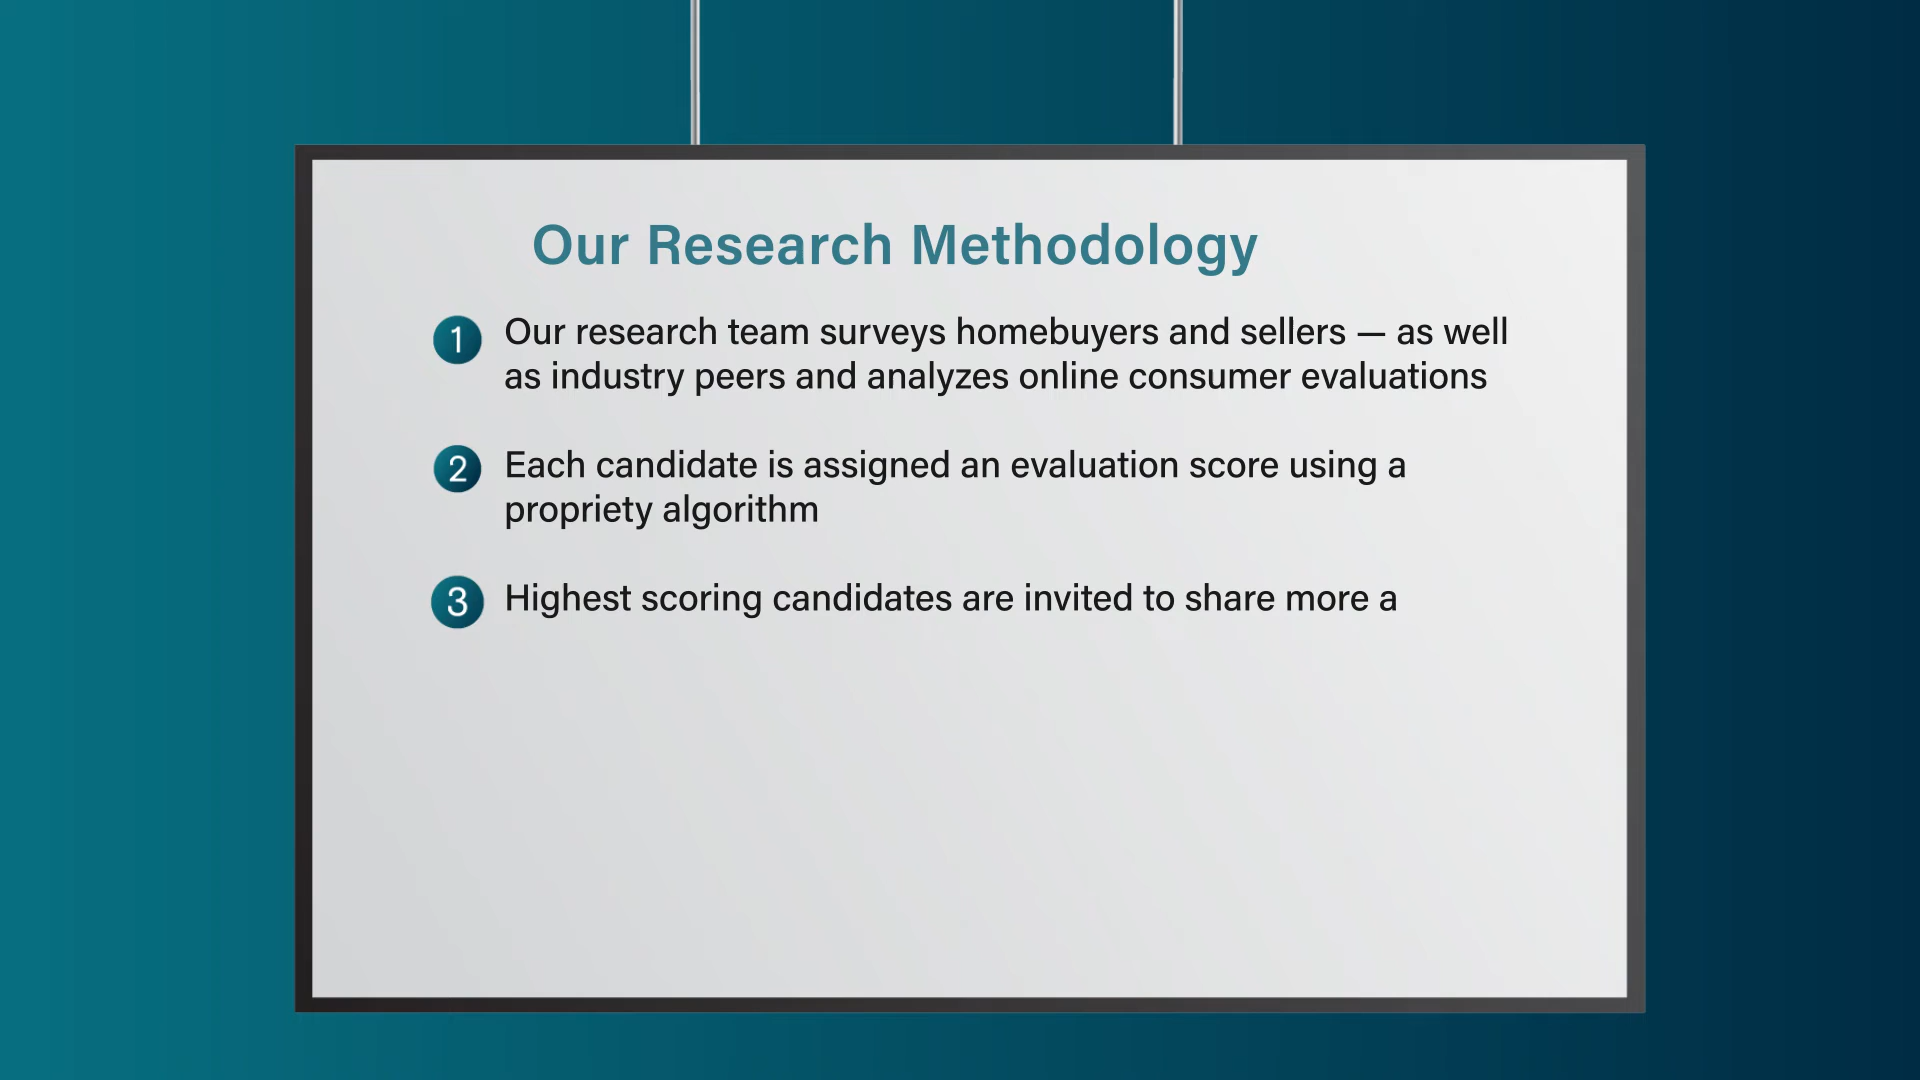 Our Research Methodology
1 Our research team surveys homebuyers and sellers — as well
as industry peers and analyzes online consumer evaluations
2 Each candidate is assigned an evaluation score using a
propriety algorithm
3 Highest scoring candidates are invited to share more a